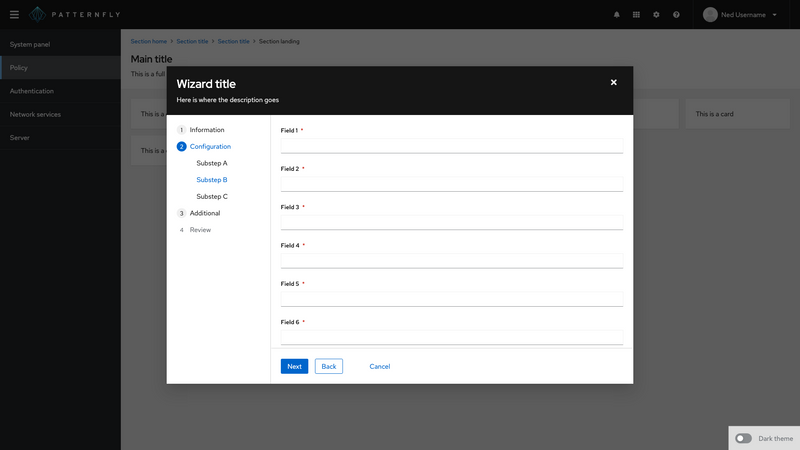 PATTERNFLY
Ned Username
System panel
Policy
Authentication
Network services
Server
Section home
Section title
Section title
Section landing
Main title
This is a full
This is a
This is a card
This is a
Wizard title
Here is where the description goes
1 Information
2 Configuration
Substep A
Substep B
Substep C
3 Additional
4 Review
Field 1 *
Field 2 *
Field 3 *
Field 4 *
Field 5 *
Field 6 *
Next
Back
Cancel
Dark theme